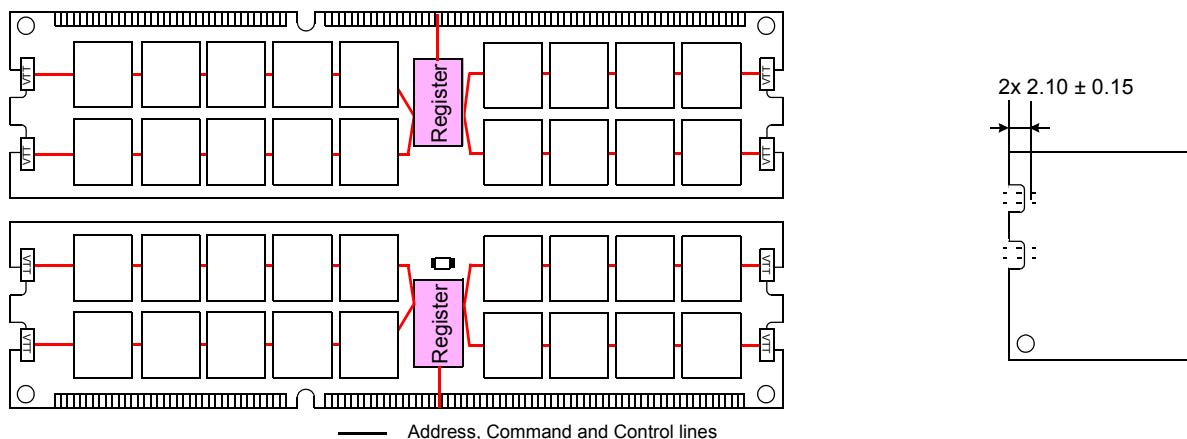 2x 2.10 ± 0.15
VTT
VTT
Register
VTT
VTT
VTT
VTT
Register
VTT
VTT
Address, Command and Control lines